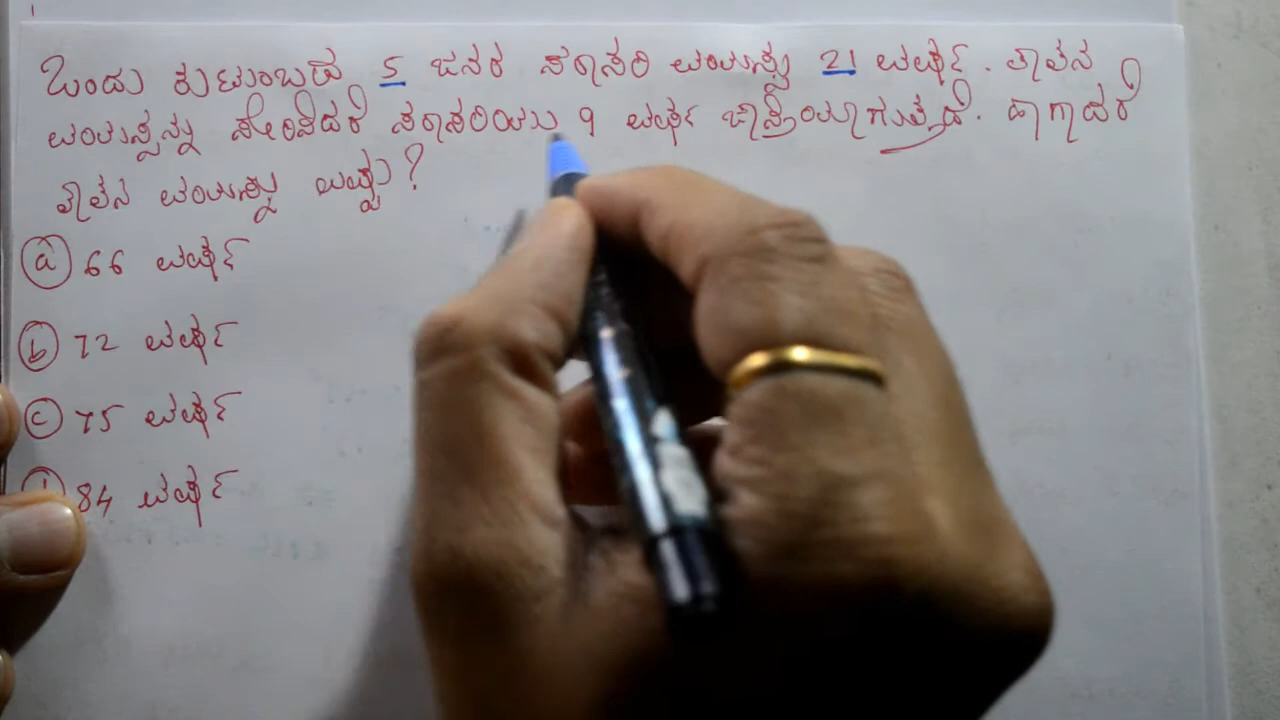 ಒಂದು ಕುಟುಂಬದ 5 ಜನರ ಸರಾಸರಿ ವಯಸ್ಸು 21 ವರ್ಷ. ತಾತನ
ವಯಸ್ಸನ್ನು ಸೇರಿಸಿದರೆ ಸರಾಸರಿಯು 9 ವರ್ಷ ಜಾಸ್ತಿಯಾಗುತ್ತದೆ. ಹಾಗಾದರೆ
ತಾತನ ವಯಸ್ಸು ಎಷ್ಟು?
a 66 ವರ್ಷ
b 72 ವರ್ಷ
c 75 ವರ್ಷ
84 ವರ್ಷ